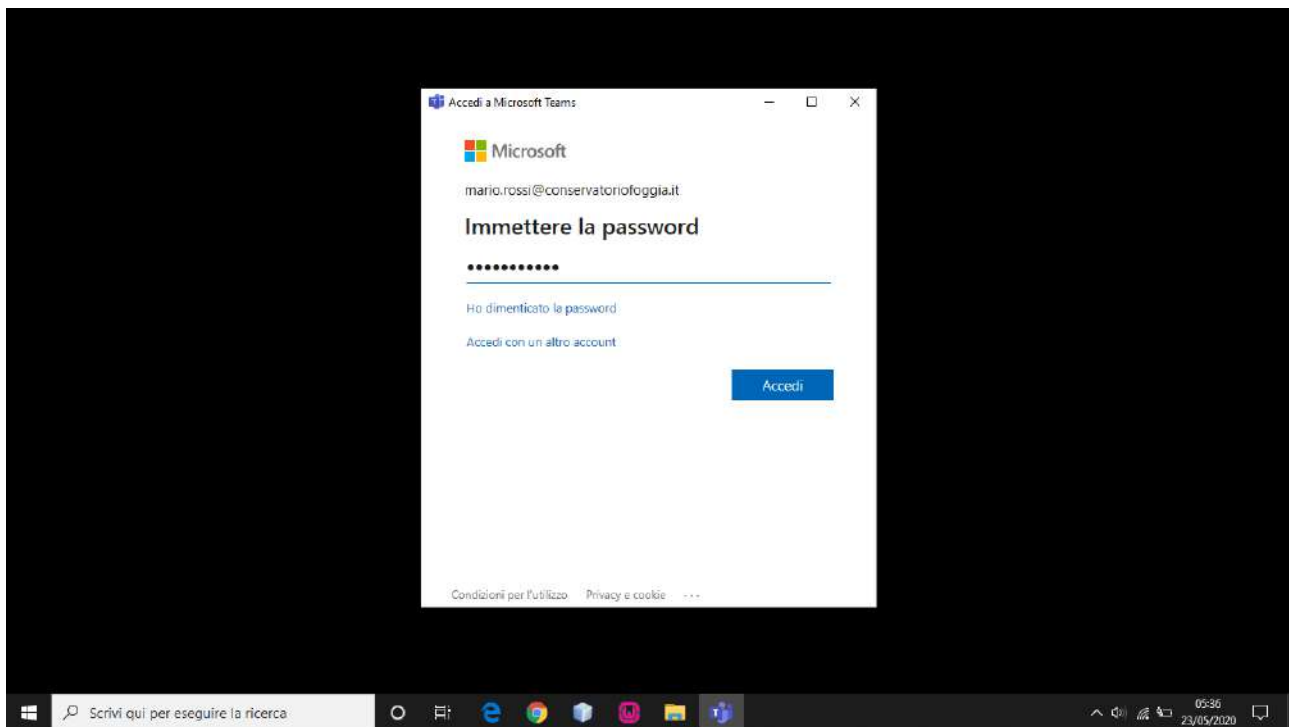 Accedi a Microsoft Teams
Microsoft
mario.rossi@conservatoriofoggia.it
Immettere la password
•••••••••••
Ho dimenticato la password
Accedi con un altro account
Accedi
Condizioni per l'utilizzo Privacy e cookie ...
Scrivi qui per eseguire la ricerca
05:36
23/05/2020